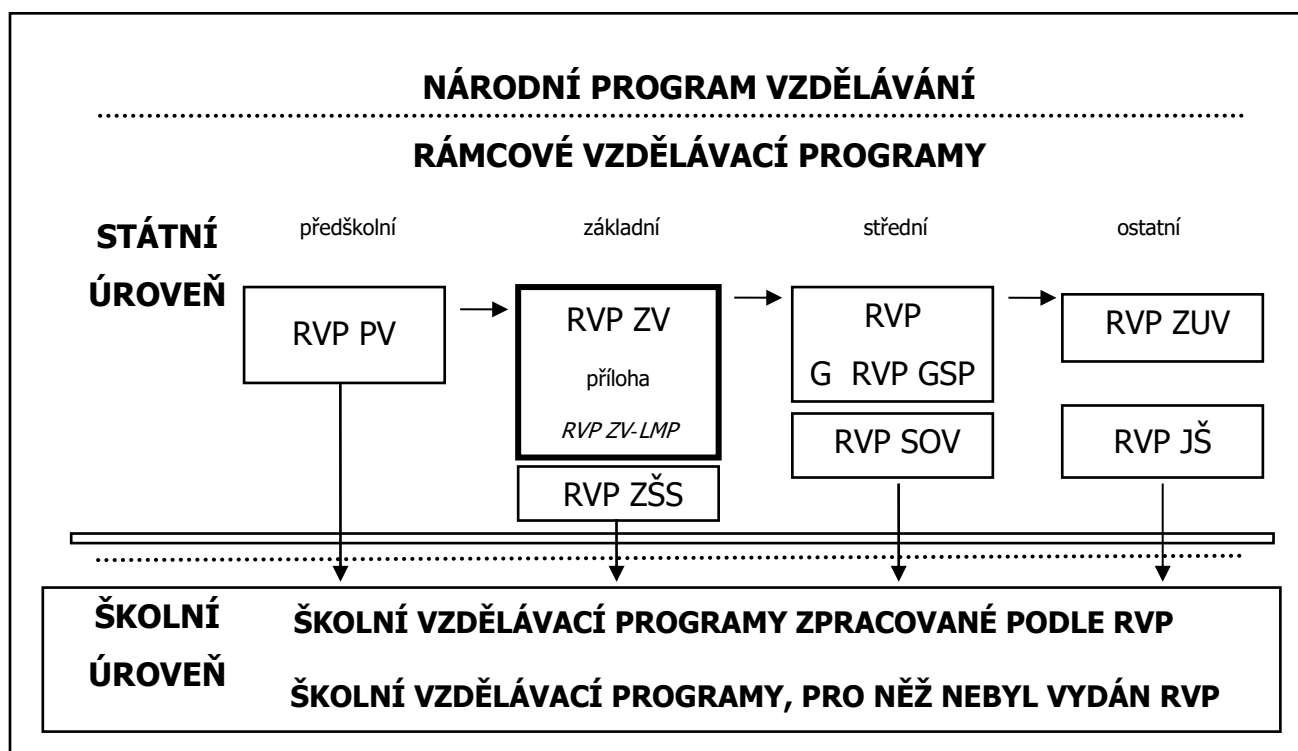 NÁRODNÍ PROGRAM VZDĚLÁVÁNÍ
RÁMCOVÉ VZDĚLÁVACÍ PROGRAMY
STÁTNÍ
ÚROVEŇ
předškolní
základní
střední
ostatní
RVP PV
RVP ZV
příloha
RVP ZV-LMP
RVP ZŠS
RVP
G RVP GSP
RVP SOV
RVP ZUV
RVP JŠ
ŠKOLNÍ
ÚROVEŇ
ŠKOLNÍ VZDĚLÁVACÍ PROGRAMY ZPRACOVANÉ PODLE RVP
ŠKOLNÍ VZDĚLÁVACÍ PROGRAMY, PRO NĚŽ NEBYL VYDÁN RVP